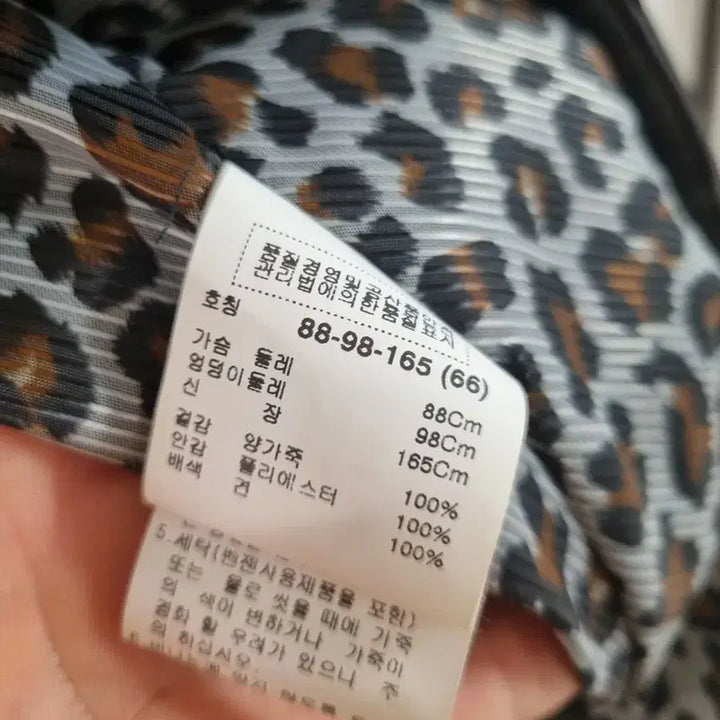 품질경영 및 공산품안전
관리법에 의한 품질표시
호칭 88-98-165 (66)
가슴 둘레 88Cm
엉덩이둘레 98Cm
신 장 165Cm
겉감 양가죽 100%
안감 폴리에스터 100%
배색 견 100%
5.세탁(벤젠시용제품을 포함)
또는 물로 씻을 때에 가죽
의 색이 변하거나 가죽이
경화 할 우려가 있으니 주
의 하십시오.